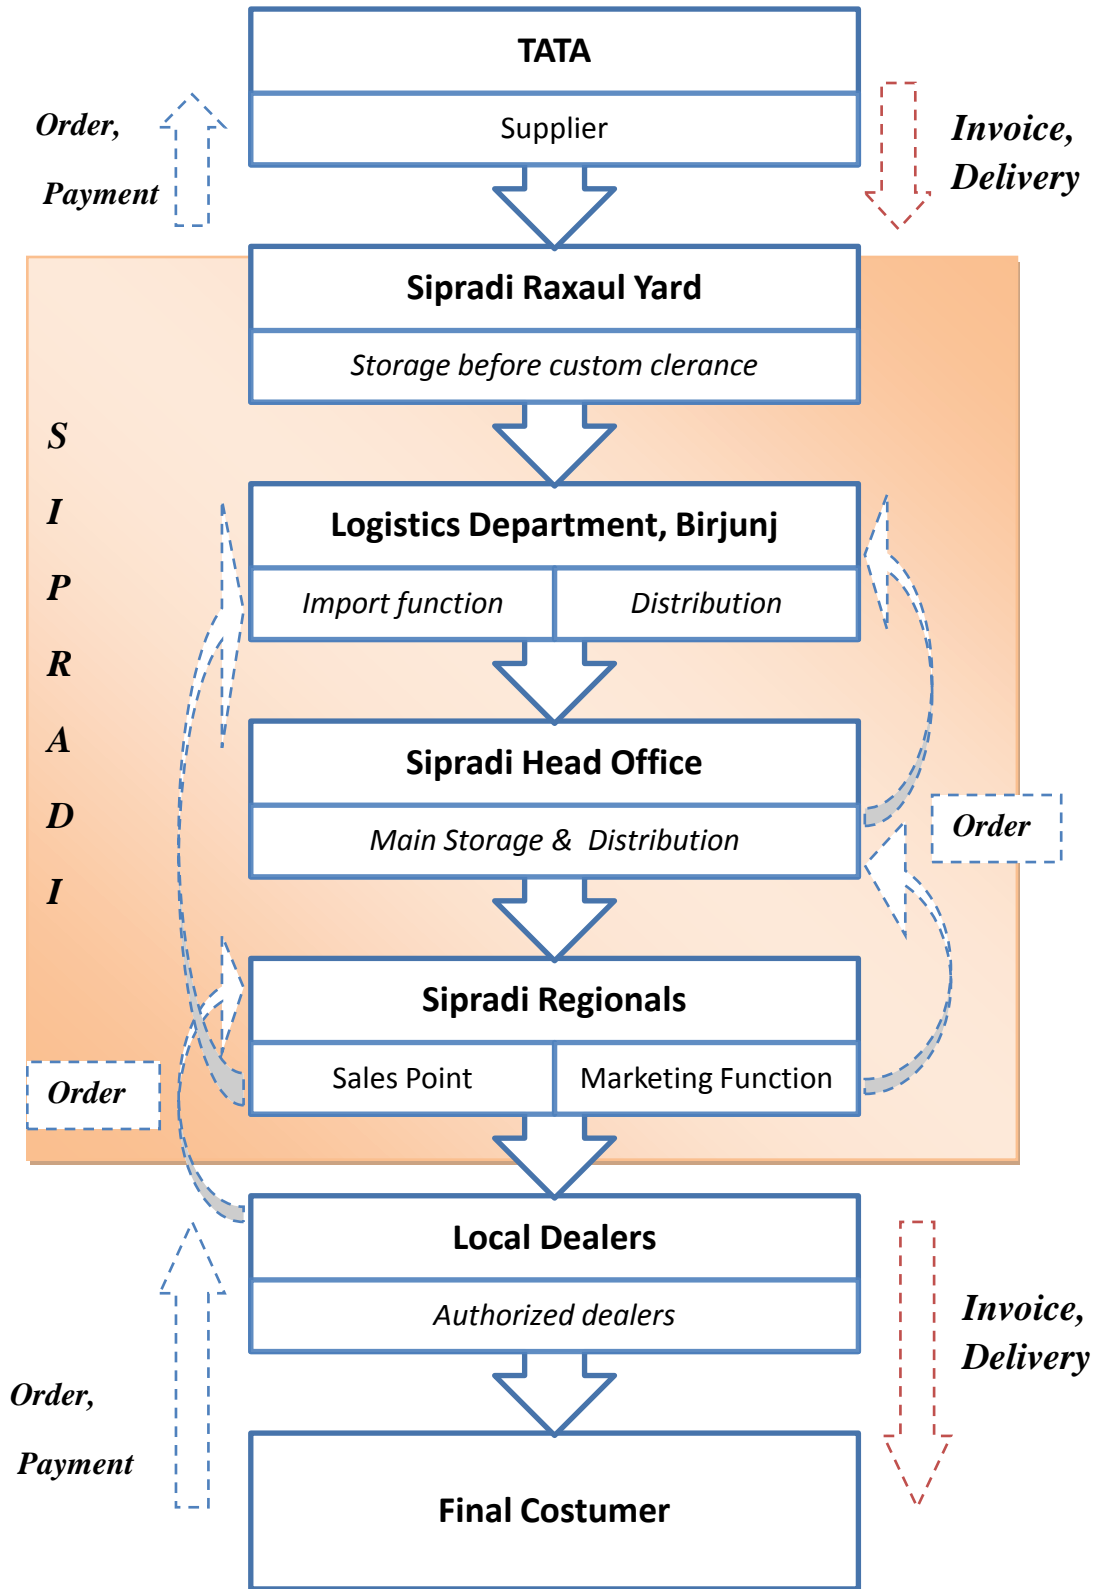 TATA
Supplier
Order,
Payment
Invoice,
Delivery
Sipradi Raxaul Yard
Storage before custom clerance
S
I
P
R
A
D
I
Logistics Department, Birjunj
Import function
Distribution
Sipradi Head Office
Main Storage & Distribution
Order
Sipradi Regionals
Sales Point
Marketing Function
Order
Local Dealers
Authorized dealers
Invoice,
Delivery
Order,
Payment
Final Costumer